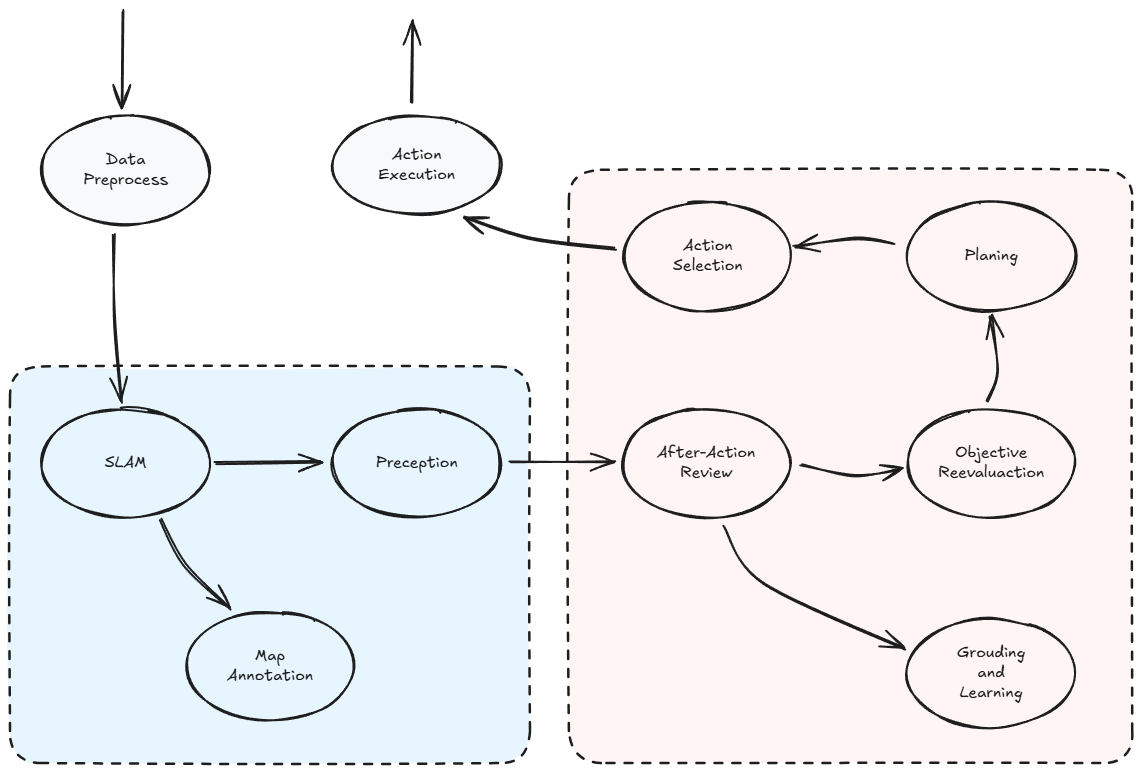 Data
Preprocess
Action
Execution
Action
Selection
Planing
SLAM
Preception
After-Action
Review
Objective
Reevaluaction
Map
Annotation
Grouding
and
Learning